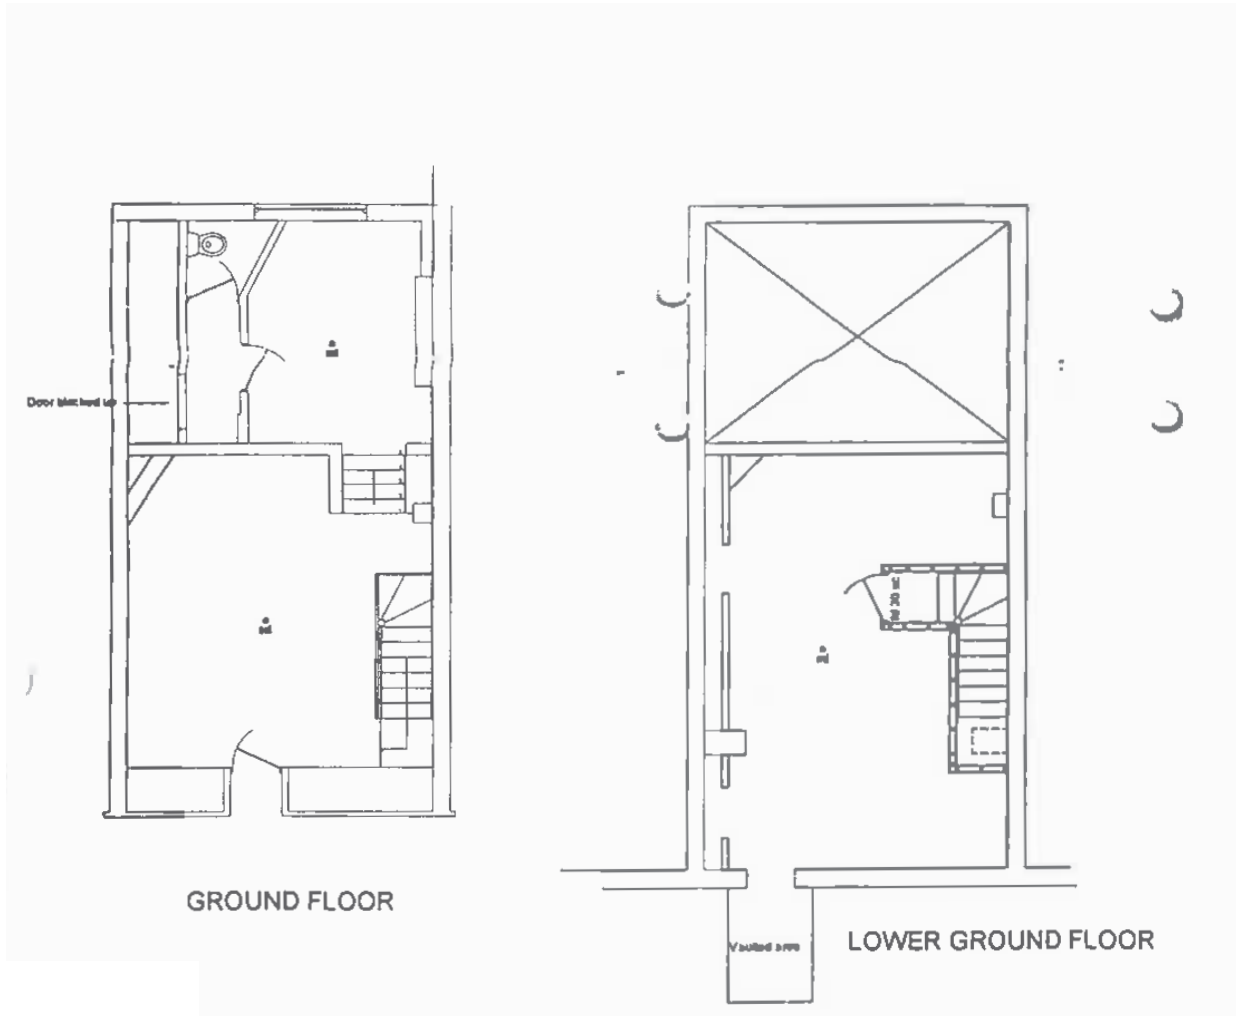 Door blocked up
GROUND FLOOR
Vaulted area
LOWER GROUND FLOOR